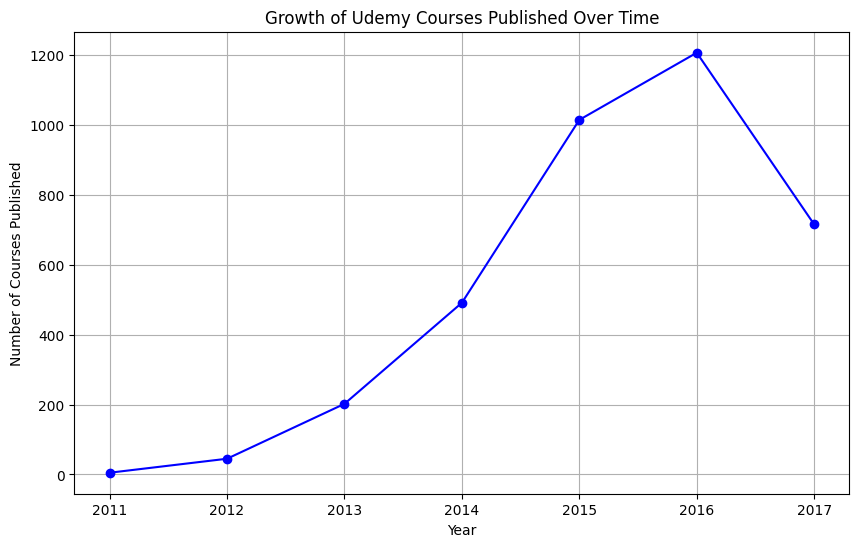 Growth of Udemy Courses Published Over Time
Number of Courses Published
1200
1000
800
600
400
200
0
2011 2012 2013 2014 2015 2016 2017
Year